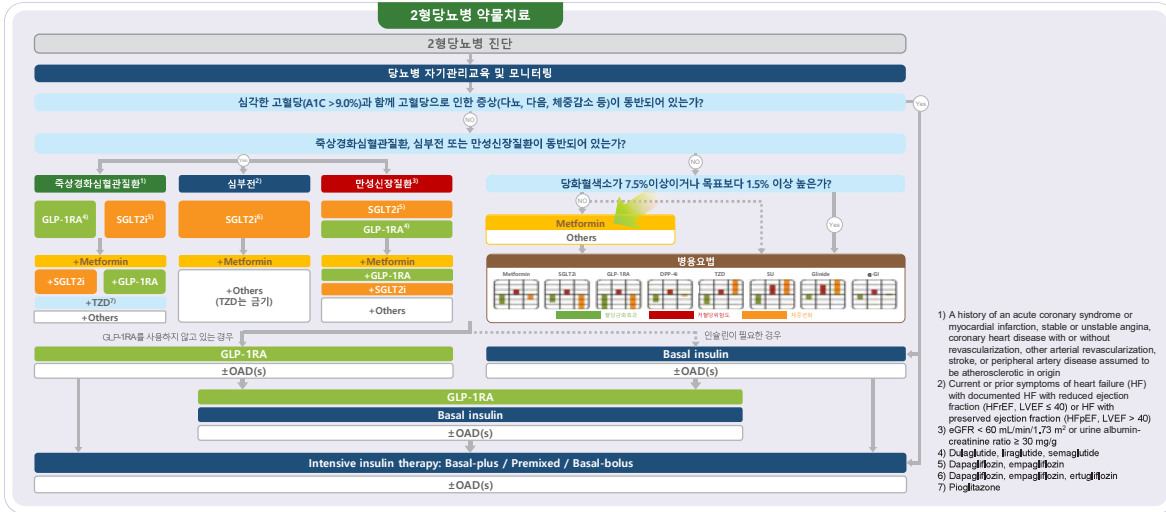 2형당뇨병 약물치료
2형당뇨병 진단
당뇨병 자기관리교육 및 모니터링
심각한 고혈당(A1C >9.0%)과 함께 고혈당으로 인한 증상(다뇨, 다음, 체중감소 등)이 동반되어 있는가?
Yes
NO
죽상경화심혈관질환, 심부전 또는 만성신장질환이 동반되어 있는가?
Yes
NO
죽상경화심혈관질환1)
심부전2)
만성신장질환3)
당화혈색소가 7.5%이상이거나 목표보다 1.5% 이상 높은가?
GLP-1RA4)
SGLT2i5)
SGLT2i6)
SGLT2i5)
GLP-1RA4)
NO
Yes
Metformin
Others
+Metformin
+SGLT2i
+GLP-1RA
+TZD7)
+Others
+Metformin
+Others
(TZD는 금기)
+Metformin
+GLP-1RA
+SGLT2i
+Others
병용요법
Metformin
SGLT2i
GLP-1RA
DPP-4i
TZD
SU
Glinide
α-GI
혈당강하효과
저혈당위험도
체중변화
GLP-1RA를 사용하지 않고 있는 경우
인슐린이 필요한 경우
GLP-1RA
±OAD(s)
Basal insulin
±OAD(s)
GLP-1RA
Basal insulin
±OAD(s)
Intensive insulin therapy: Basal-plus / Premixed / Basal-bolus
±OAD(s)
1) A history of an acute coronary syndrome or
myocardial infarction, stable or unstable angina,
coronary heart disease with or without
revascularization, other arterial revascularization,
stroke, or peripheral artery disease assumed to
be atherosclerotic in origin
2) Current or prior symptoms of heart failure (HF)
with documented HF with reduced ejection
fraction (HFrEF, LVEF ≤ 40) or HF with
preserved ejection fraction (HFpEF, LVEF > 40)
3) eGFR < 60 mL/min/1.73 m² or urine albumin-
creatinine ratio ≥ 30 mg/g
4) Dulaglutide, liraglutide, semaglutide
5) Dapagliflozin, empagliflozin
6) Dapagliflozin, empagliflozin, ertugliflozin
7) Pioglitazone